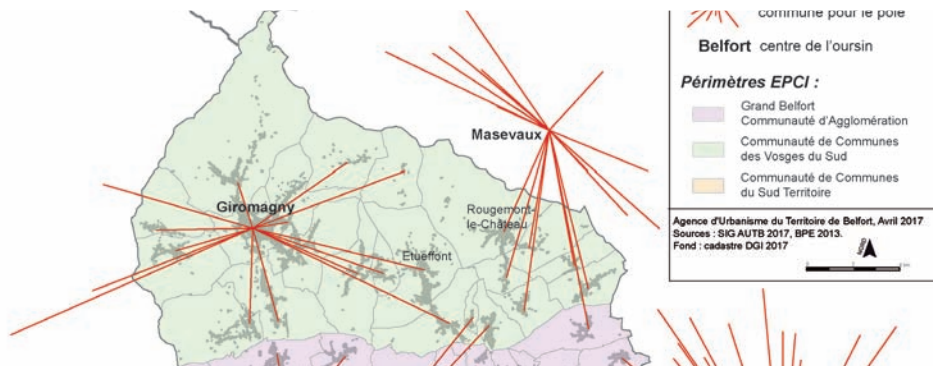 commune pour le pôle
Belfort centre de l'oursin
Périmètres EPCI :
Grand Belfort
Communauté d'Agglomération
Communauté de Communes
des Vosges du Sud
Communauté de Communes
du Sud Territoire
Agence d'Urbanisme du Territoire de Belfort, Avril 2017
Sources : SIG AUTB 2017, BPE 2013.
Fond : cadastre DGI 2017
Masevaux
Giromagny
Rougemont-
le-Château
Etueffont